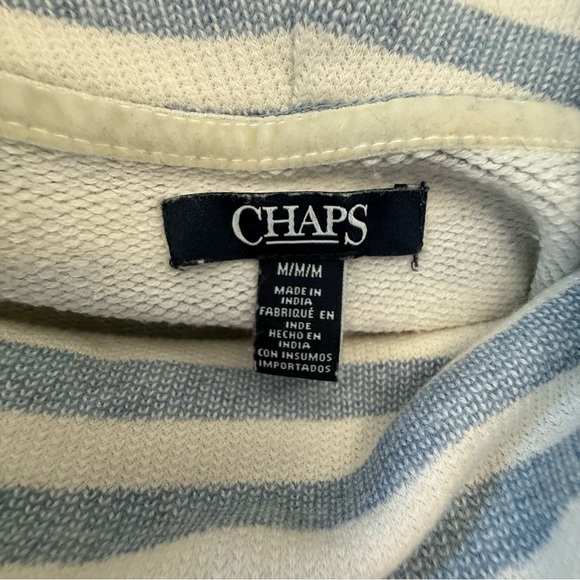 CHAPS
M/M/M
MADE IN
INDIA
FABRIQUÉ EN
INDE
HECHO EN
INDIA
CON INSUMOS
IMPORTADOS